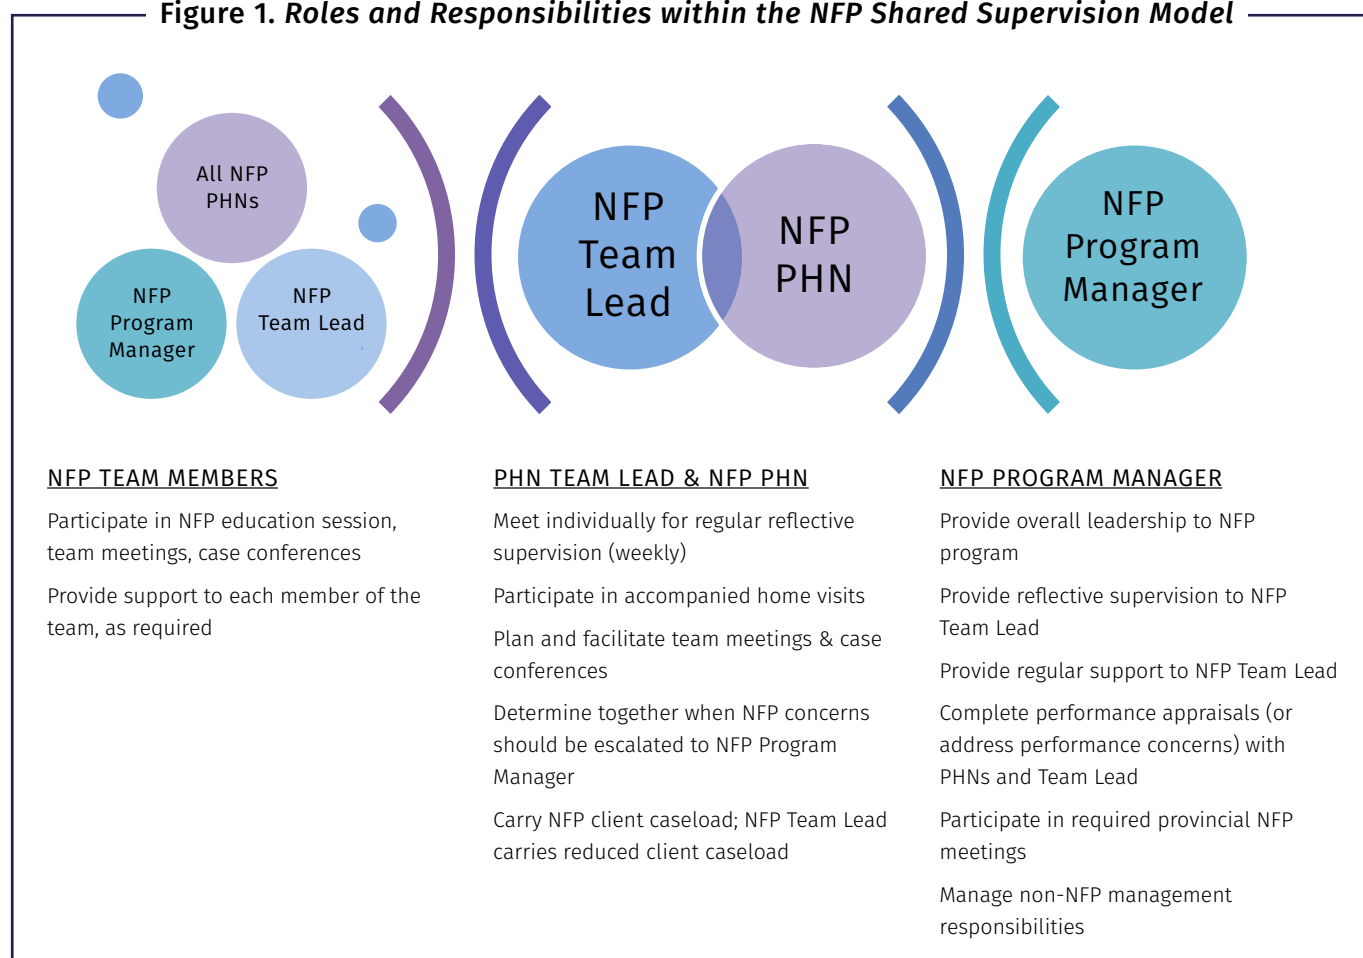 Figure 1. Roles and Responsibilities within the NFP Shared Supervision Model
All NFP
PHNs
NFP
Program
Manager
NFP
Team Lead
NFP
Team
Lead
NFP
PHN
NFP
Program
Manager
NFP TEAM MEMBERS
Participate in NFP education session,
team meetings, case conferences
Provide support to each member of the
team, as required
PHN TEAM LEAD & NFP PHN
Meet individually for regular reflective
supervision (weekly)
Participate in accompanied home visits
Plan and facilitate team meetings & case
conferences
Determine together when NFP concerns
should be escalated to NFP Program
Manager
Carry NFP client caseload; NFP Team Lead
carries reduced client caseload
NFP PROGRAM MANAGER
Provide overall leadership to NFP
program
Provide reflective supervision to NFP
Team Lead
Provide regular support to NFP Team Lead
Complete performance appraisals (or
address performance concerns) with
PHNs and Team Lead
Participate in required provincial NFP
meetings
Manage non-NFP management
responsibilities